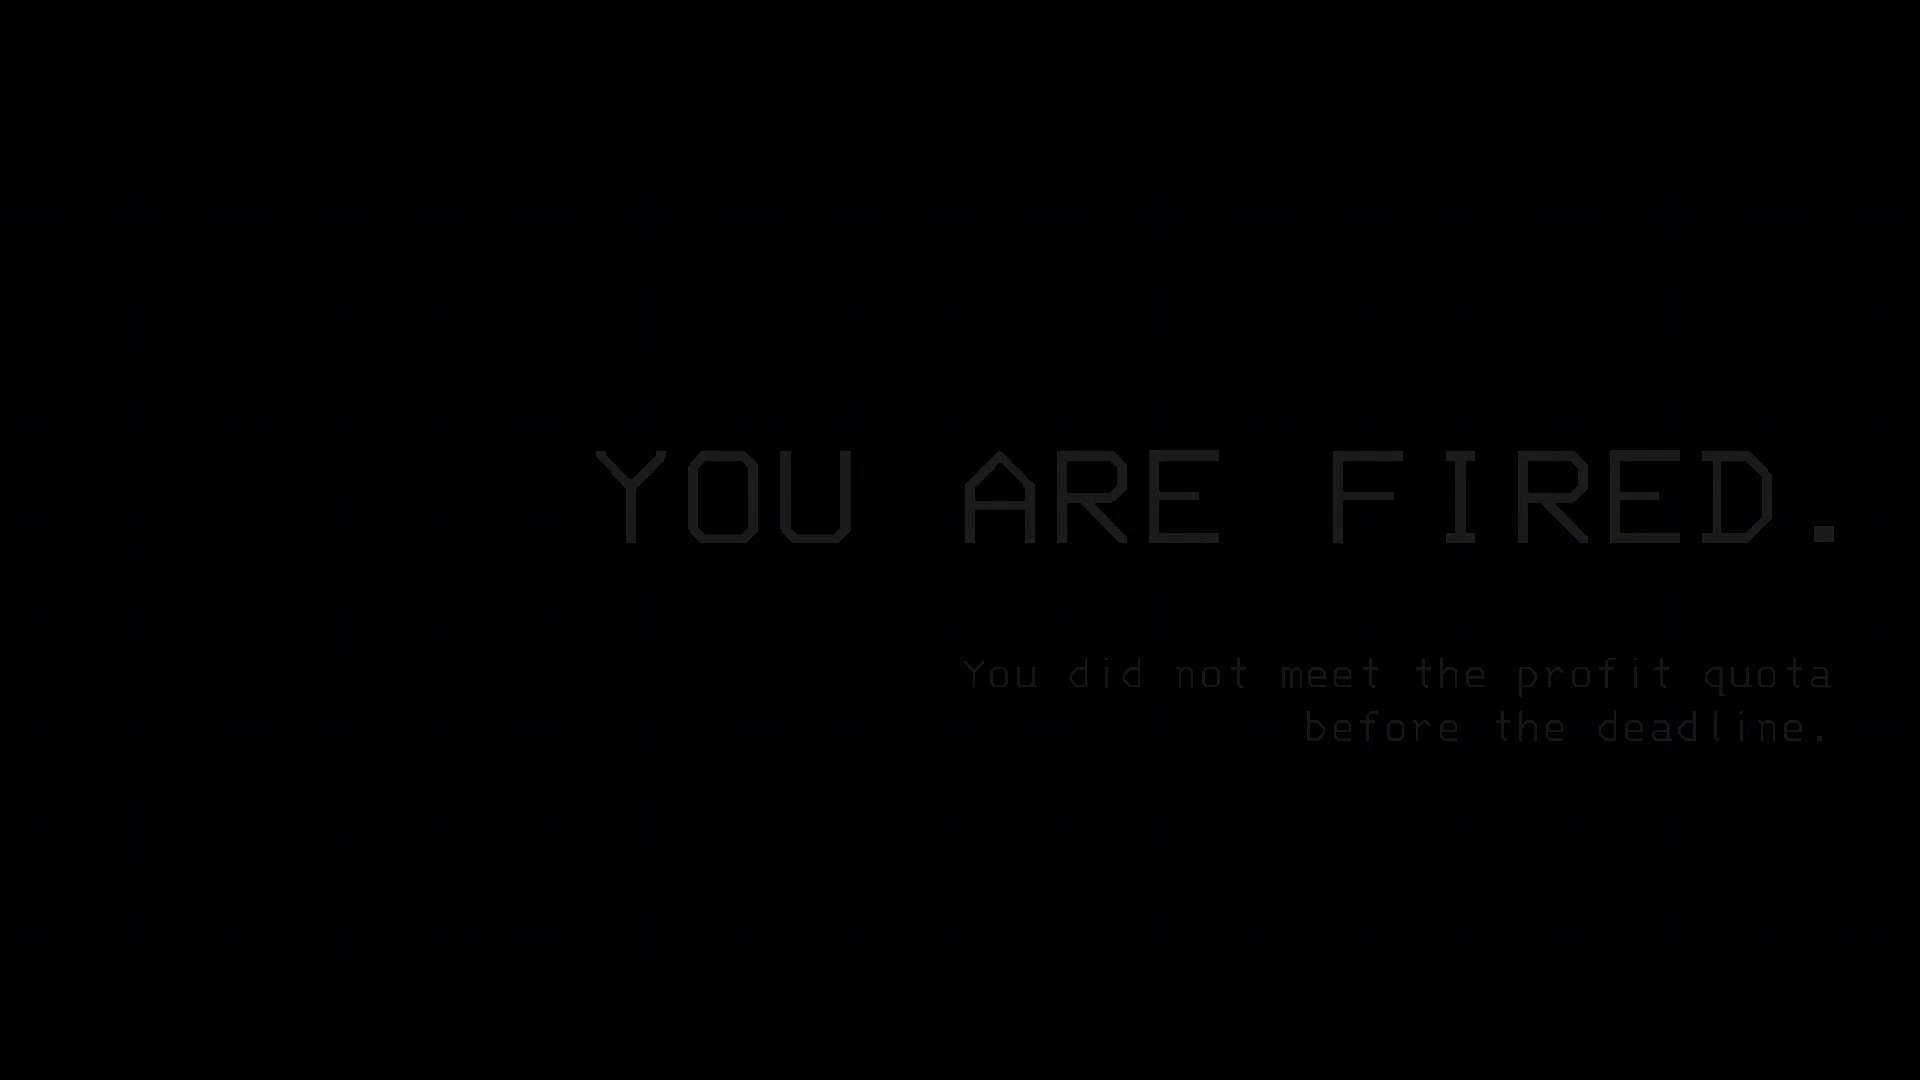 YOU ARE FIRED.
You did not meet the profit quota
before the deadline.